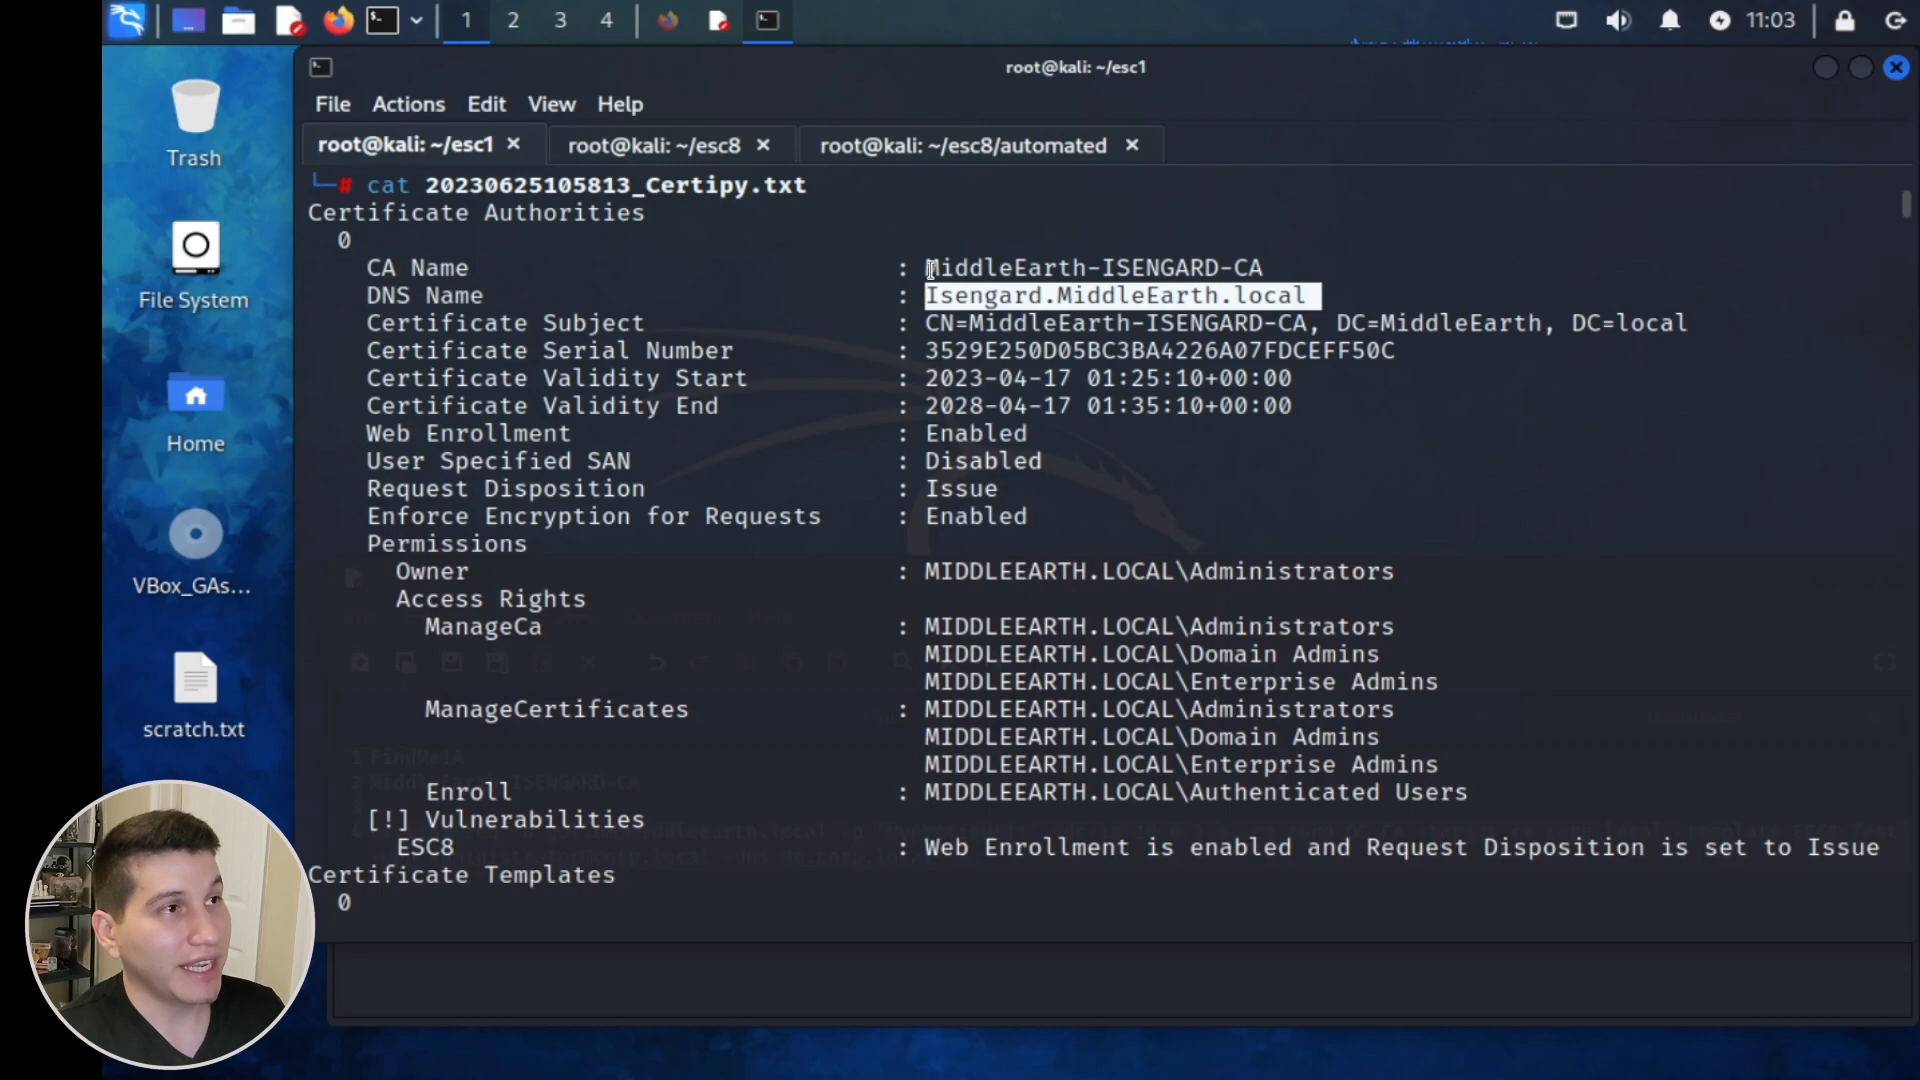 1 2 3 4 11:03
root@kali: ~/esc1
File Actions Edit View Help
root@kali: ~/esc1 root@kali: ~/esc8 root@kali: ~/esc8/automated
# cat 20230625105813_Certipy.txt
Certificate Authorities
0
CA Name : MiddleEarth-ISENGARD-CA
DNS Name : Isengard.MiddleEarth.local
Certificate Subject : CN=MiddleEarth-ISENGARD-CA, DC=MiddleEarth, DC=local
Certificate Serial Number : 3529E250D05BC3BA4226A07FDCEFF50C
Certificate Validity Start : 2023-04-17 01:25:10+00:00
Certificate Validity End : 2028-04-17 01:35:10+00:00
Web Enrollment : Enabled
User Specified SAN : Disabled
Request Disposition : Issue
Enforce Encryption for Requests : Enabled
Permissions
Owner : MIDDLEEARTH.LOCAL\Administrators
Access Rights
ManageCa : MIDDLEEARTH.LOCAL\Administrators
MIDDLEEARTH.LOCAL\Domain Admins
MIDDLEEARTH.LOCAL\Enterprise Admins
ManageCertificates : MIDDLEEARTH.LOCAL\Administrators
MIDDLEEARTH.LOCAL\Domain Admins
MIDDLEEARTH.LOCAL\Enterprise Admins
Enroll : MIDDLEEARTH.LOCAL\Authenticated Users
[!] Vulnerabilities
ESC8 : Web Enrollment is enabled and Request Disposition is set to Issue
Certificate Templates
0
Trash
File System
Home
VBox_GAs...
scratch.txt